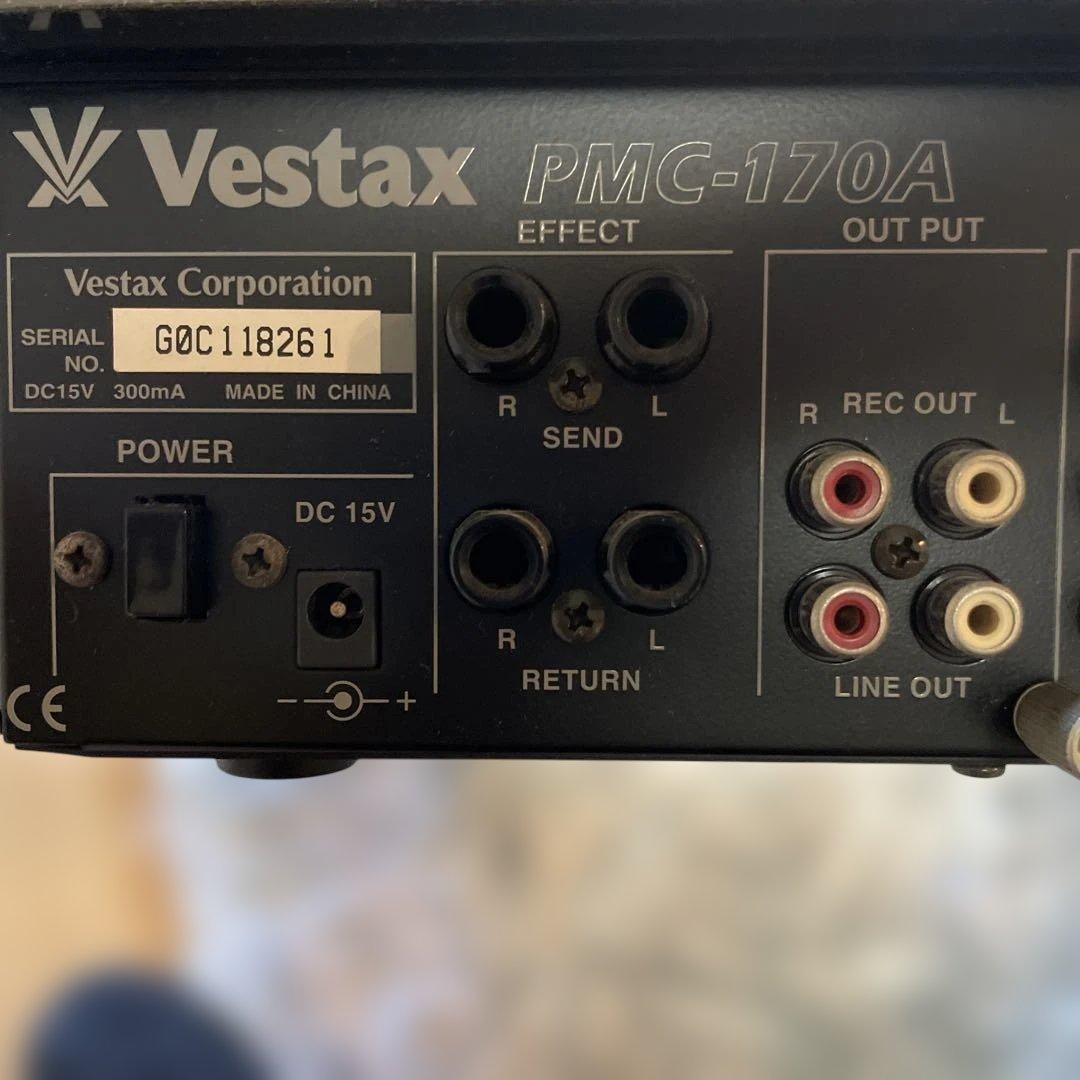 Vestax PMC-170A
EFFECT
OUT PUT
Vestax Corporation
SERIAL NO. G0C118261
DC15V 300mA MADE IN CHINA
POWER
DC 15V
- +
CE
R L
SEND
R L
RETURN
R REC OUT L
LINE OUT